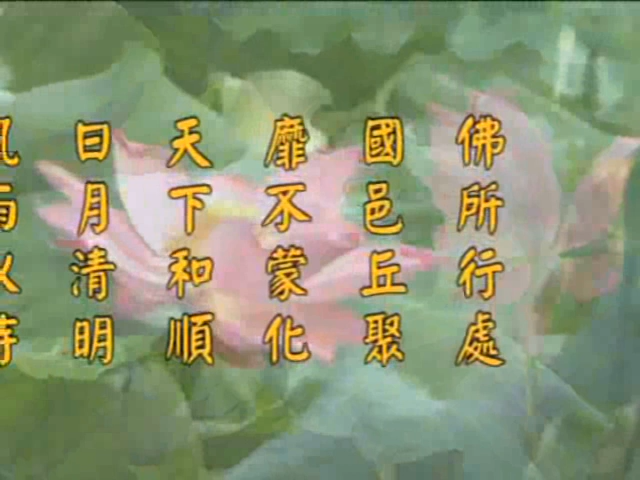 佛所行處
國邑丘聚
靡不蒙化
天下和順
日月清明
風雨以時